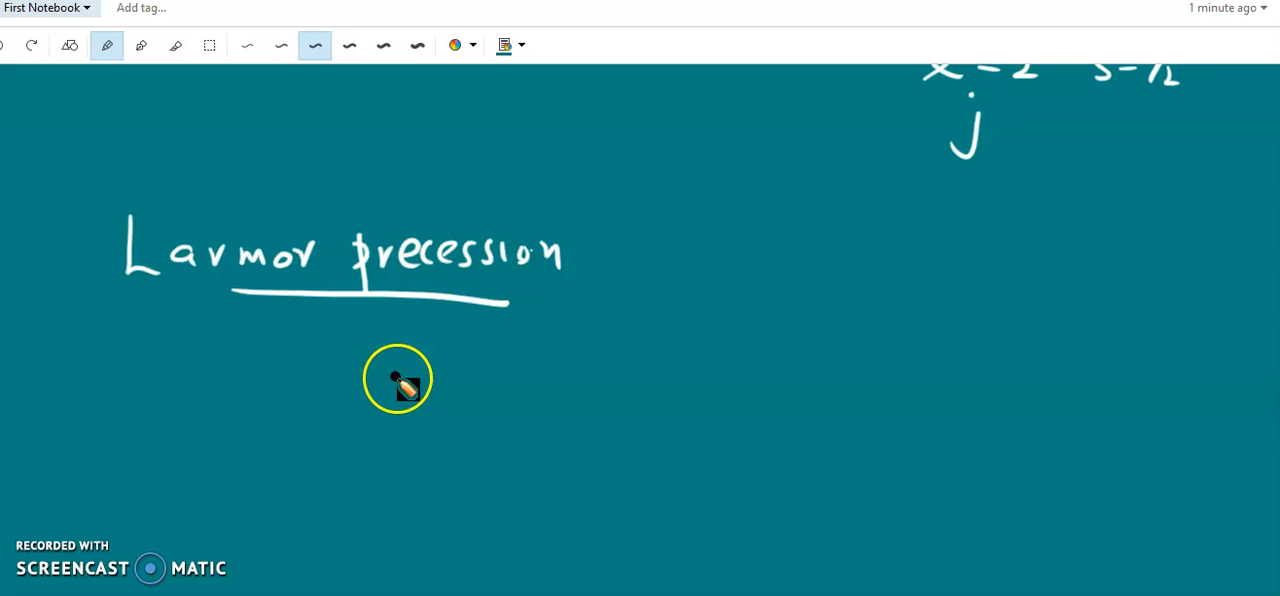 First Notebook Add tag... 1 minute ago
j
Larmor precession
RECORDED WITH
SCREENCAST MATIC